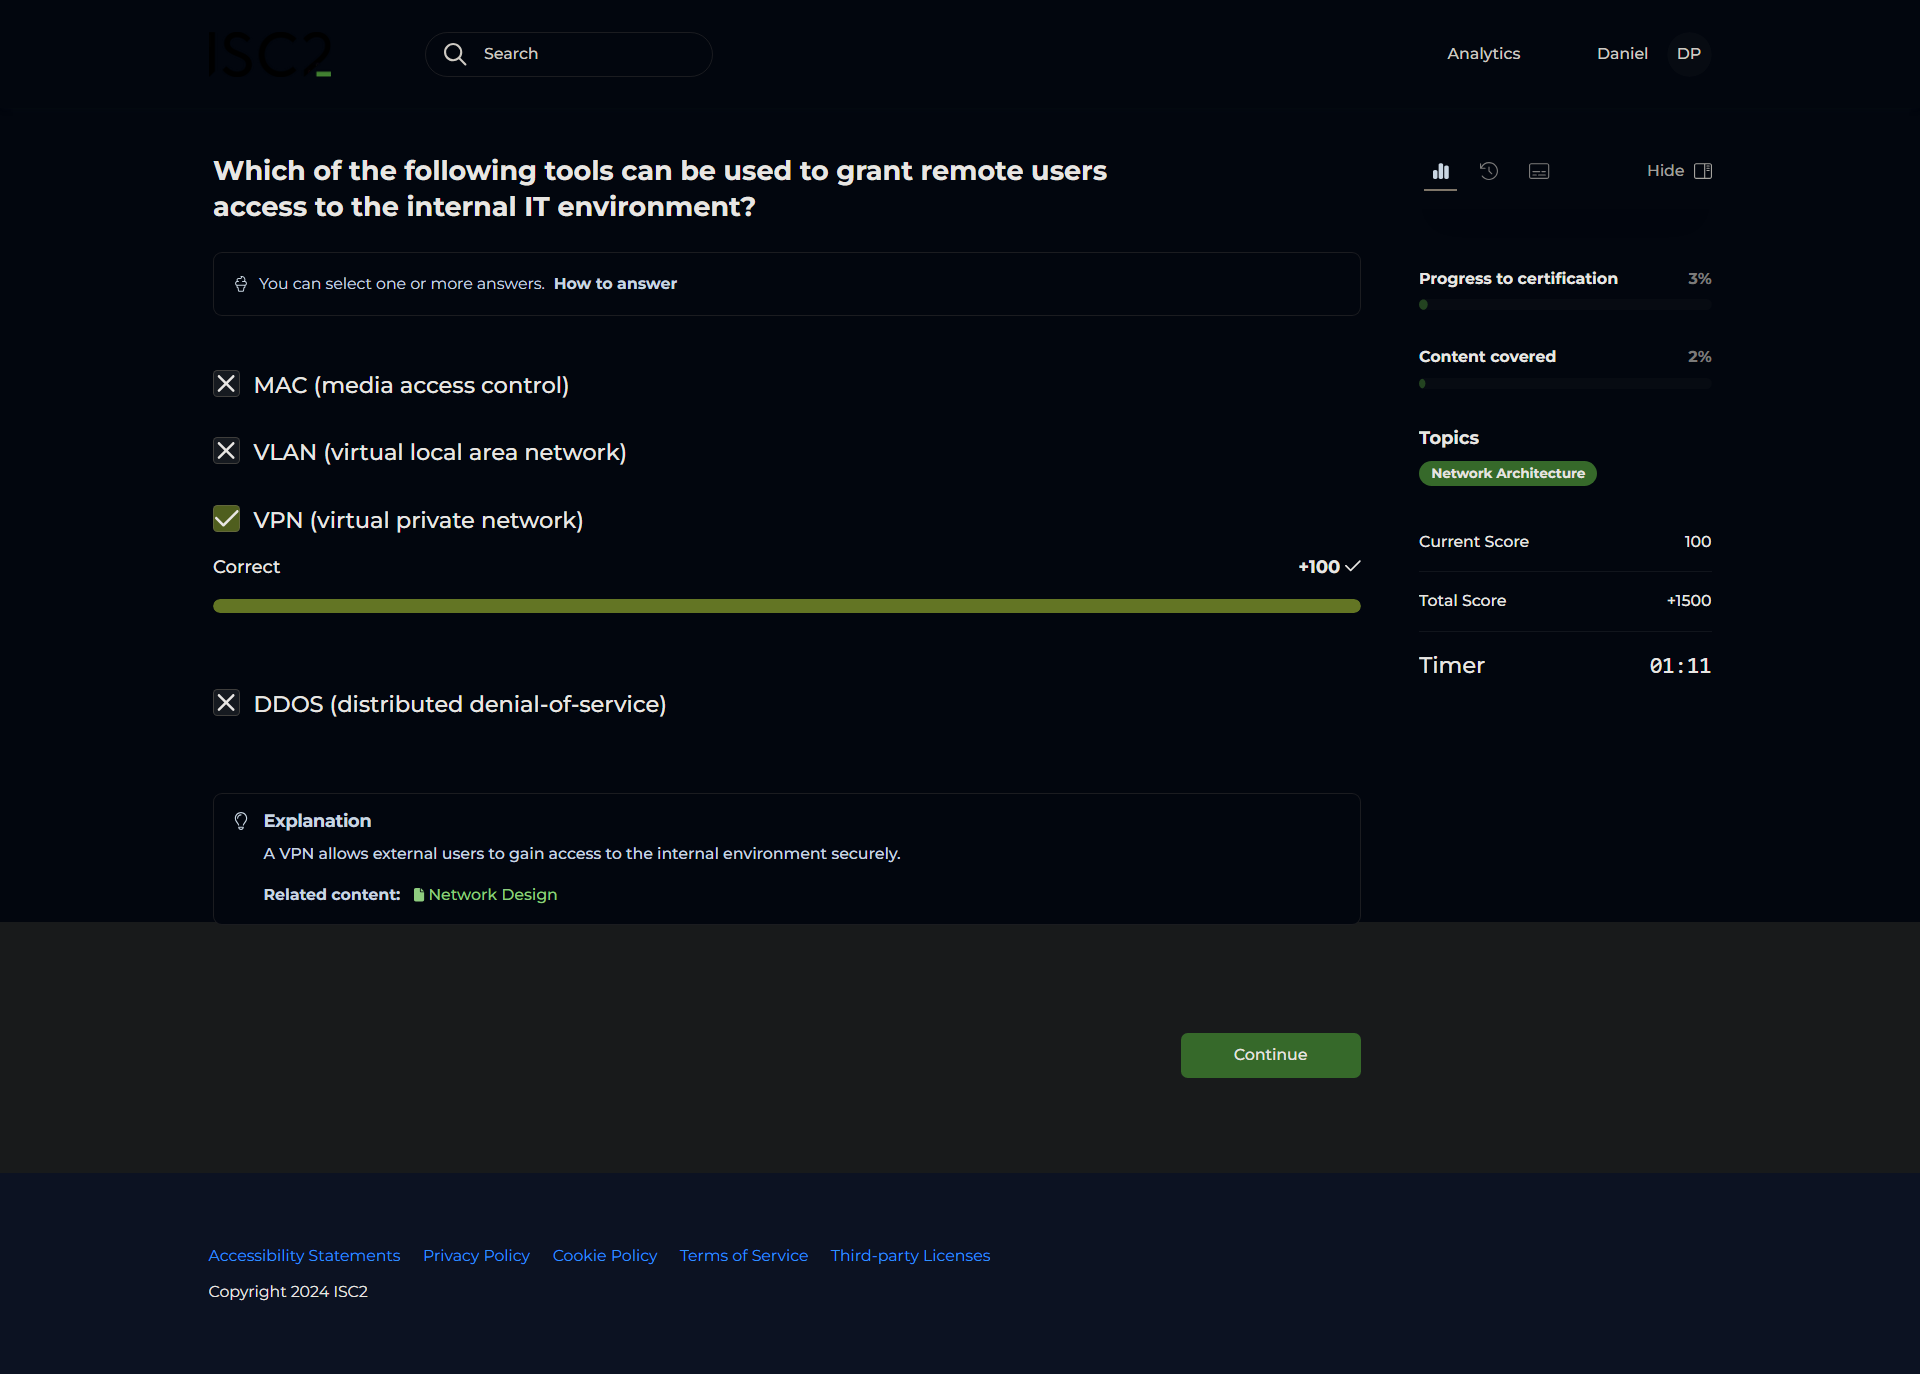 ISC2
Search
Analytics
Daniel
DP
Which of the following tools can be used to grant remote users
access to the internal IT environment?
You can select one or more answers. How to answer
MAC (media access control)
VLAN (virtual local area network)
VPN (virtual private network)
Correct
+100
DDOS (distributed denial-of-service)
Explanation
A VPN allows external users to gain access to the internal environment securely.
Related content: Network Design
Hide
Progress to certification 3%
Content covered 2%
Topics
Network Architecture
Current Score 100
Total Score +1500
Timer 01:11
Continue
Accessibility Statements Privacy Policy Cookie Policy Terms of Service Third-party Licenses
Copyright 2024 ISC2